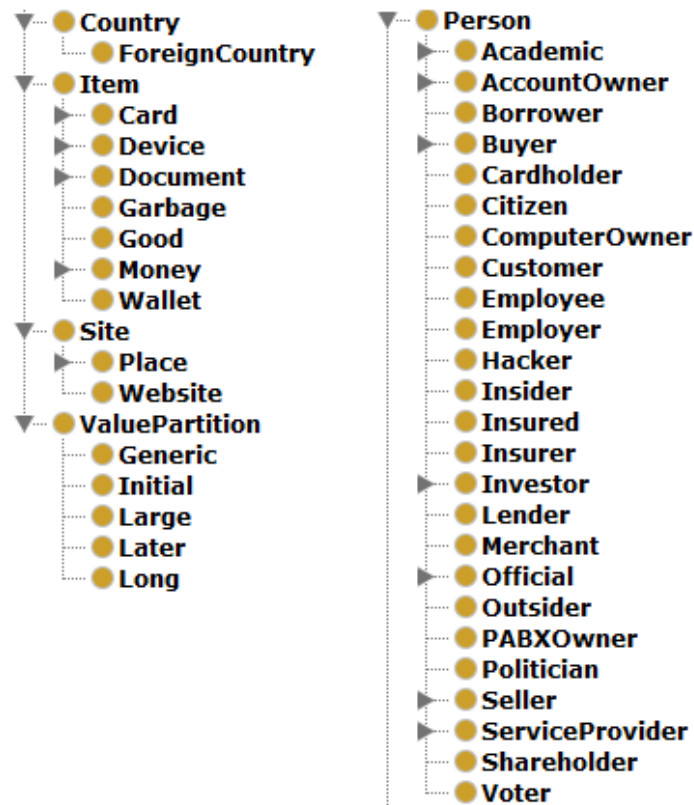 Country
ForeignCountry
Item
Card
Device
Document
Garbage
Good
Money
Wallet
Site
Place
Website
ValuePartition
Generic
Initial
Large
Later
Long
Person
Academic
AccountOwner
Borrower
Buyer
Cardholder
Citizen
ComputerOwner
Customer
Employee
Employer
Hacker
Insider
Insured
Insurer
Investor
Lender
Merchant
Official
Outsider
PABXOwner
Politician
Seller
ServiceProvider
Shareholder
Voter